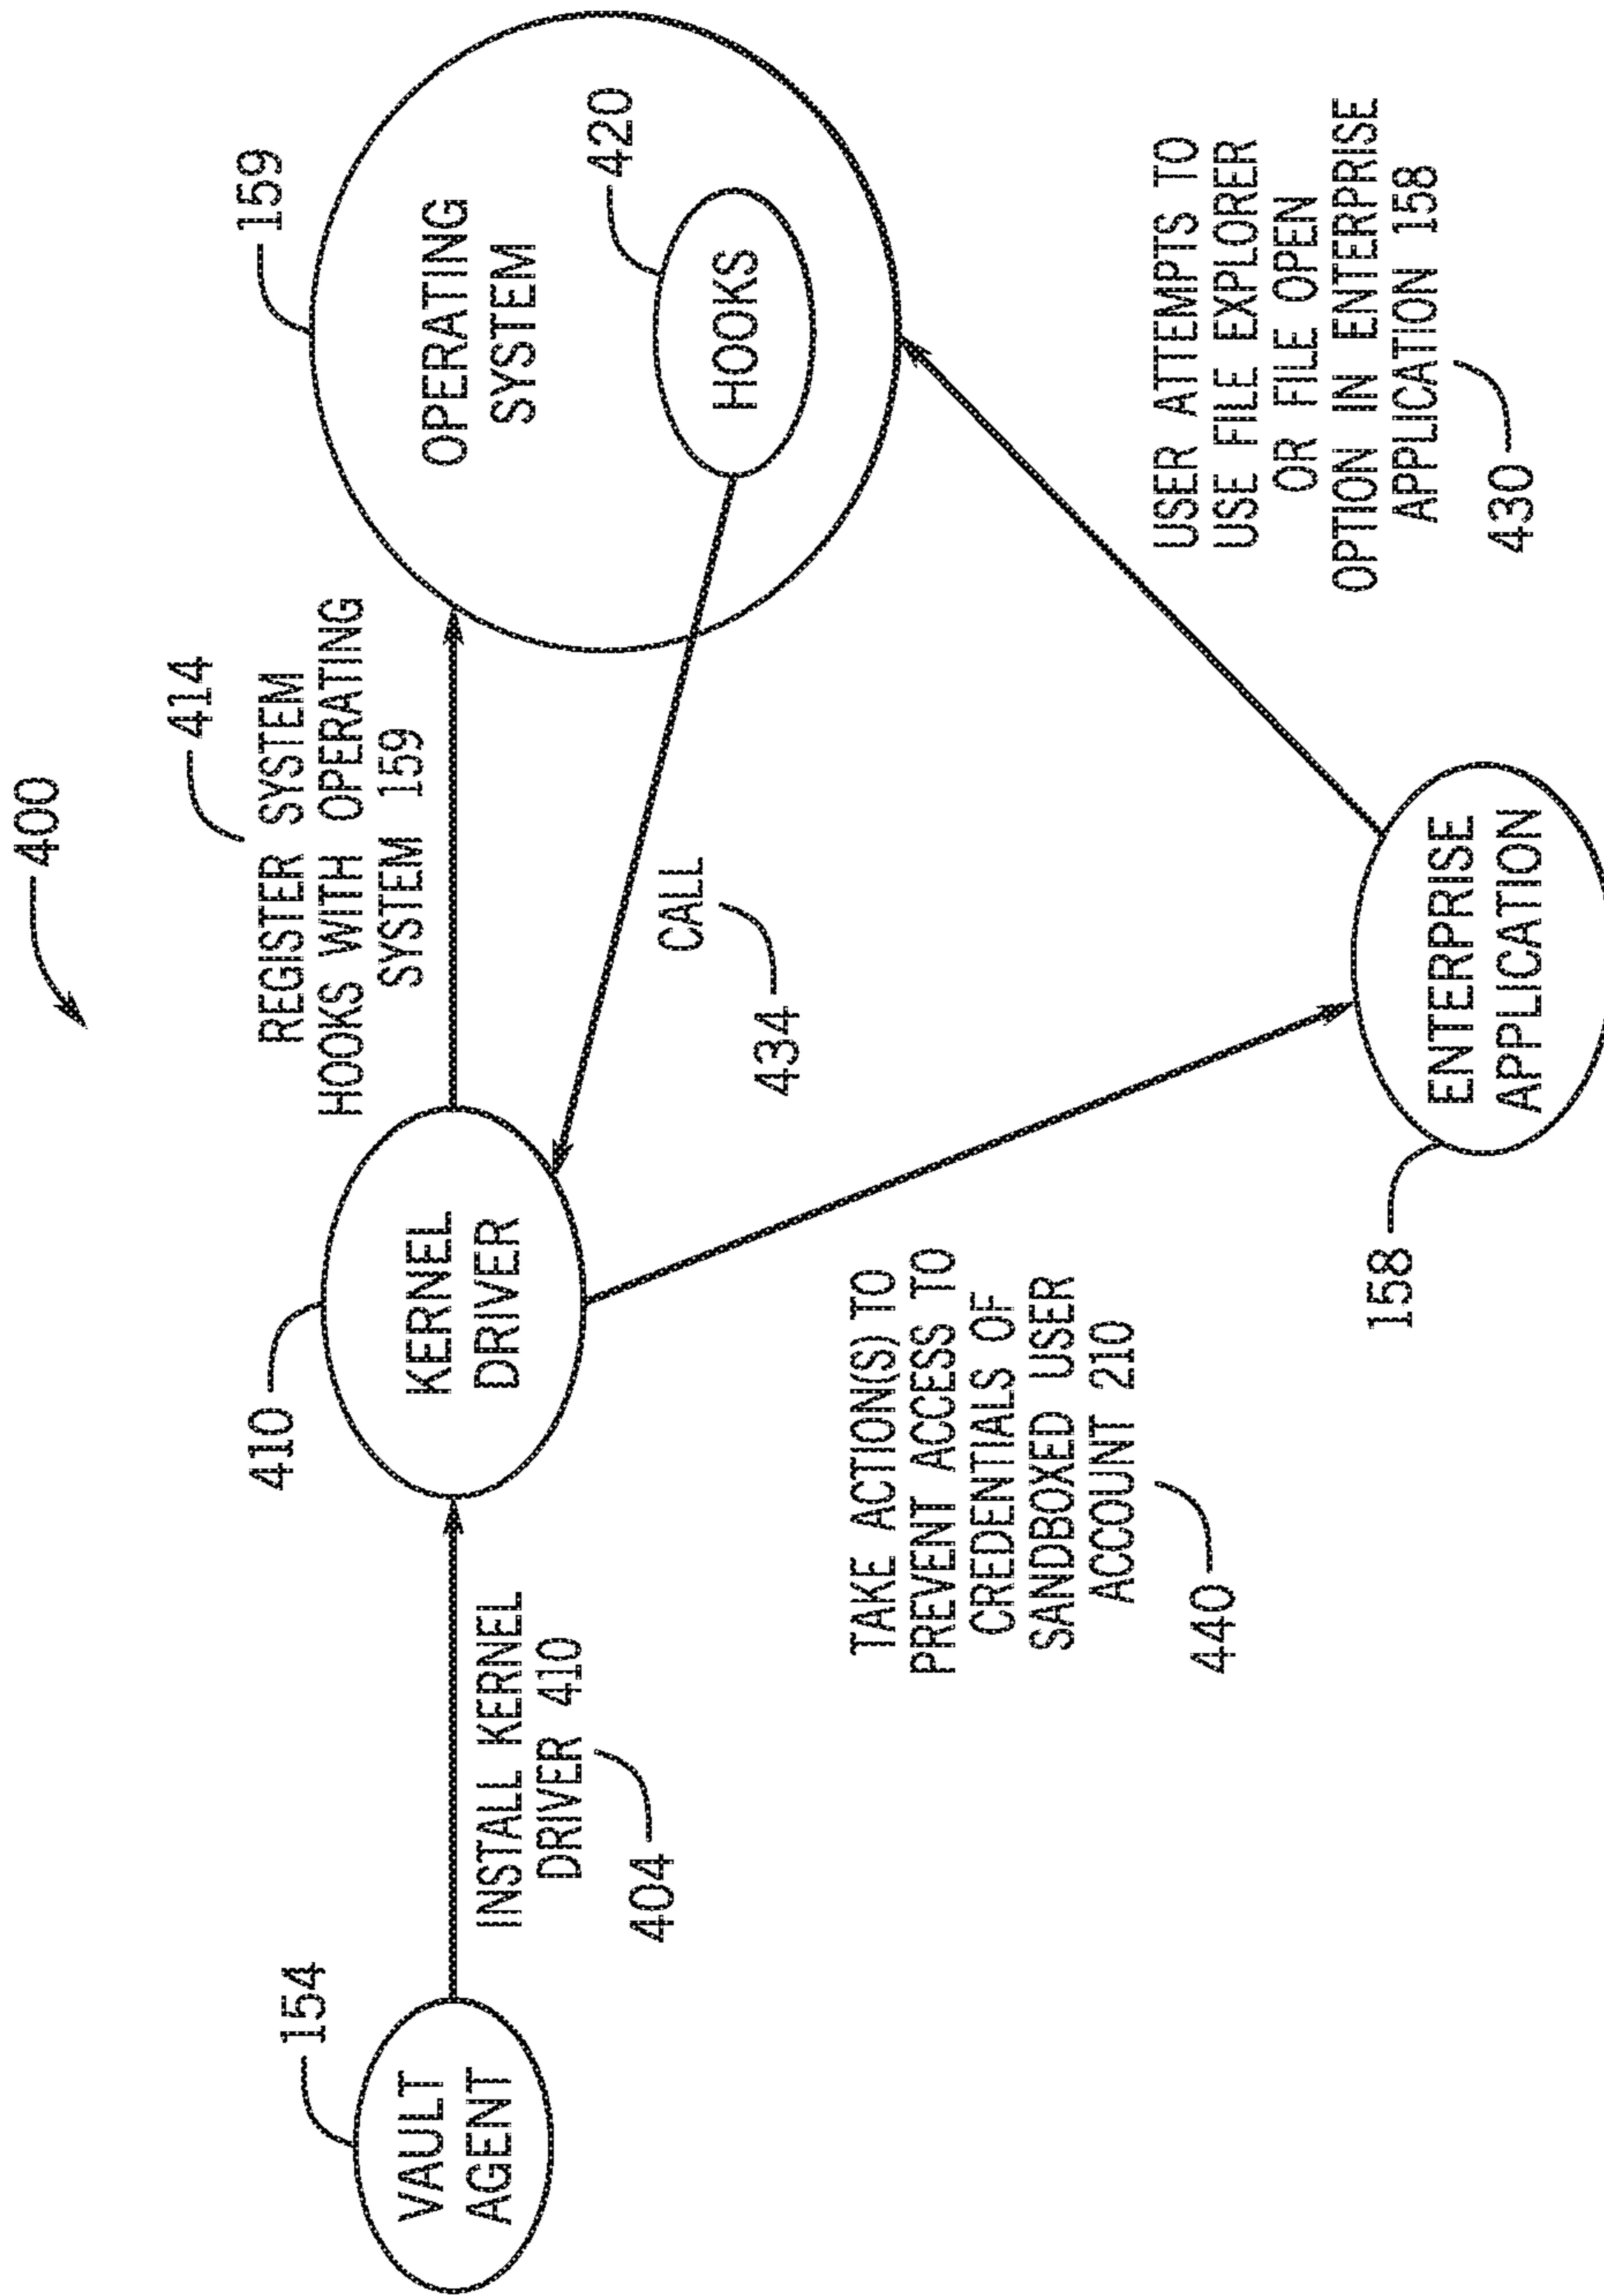 400
154
VAULT
AGENT
INSTALL KERNEL
DRIVER 410
404
410
KERNEL
DRIVER
414
REGISTER SYSTEM
HOOKS WITH OPERATING
SYSTEM 159
159
OPERATING
SYSTEM
420
HOOKS
CALL
434
TAKE ACTION(S) TO
PREVENT ACCESS TO
CREDENTIALS OF
SANDBOXED USER
ACCOUNT 210
440
158
ENTERPRISE
APPLICATION
USER ATTEMPTS TO
USE FILE EXPLORER
OR FILE OPEN
OPTION IN ENTERPRISE
APPLICATION 158
430